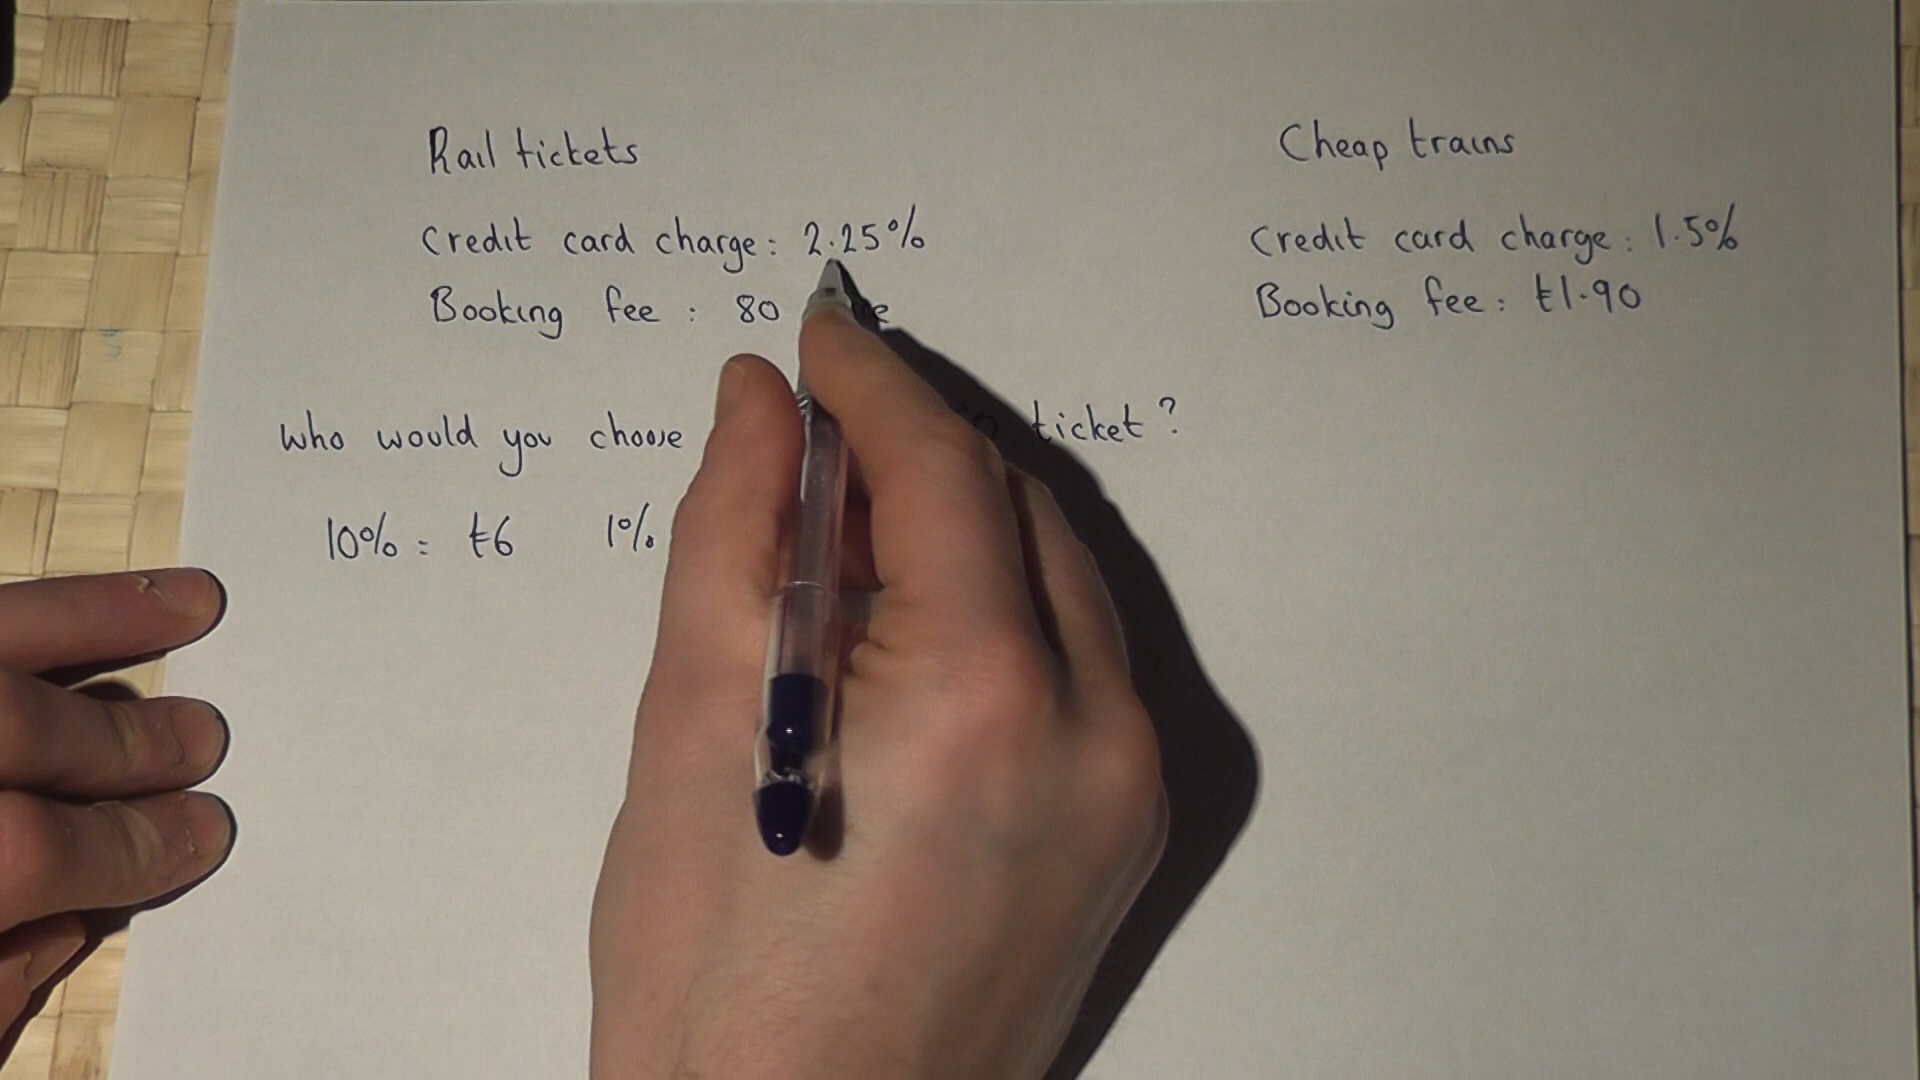 Rail tickets
Credit card charge: 2.25%
Booking fee: 80
Cheap trains
Credit card charge: 1.5%
Booking fee: £1.90
Who would you choose ticket?
10% = £6 1%